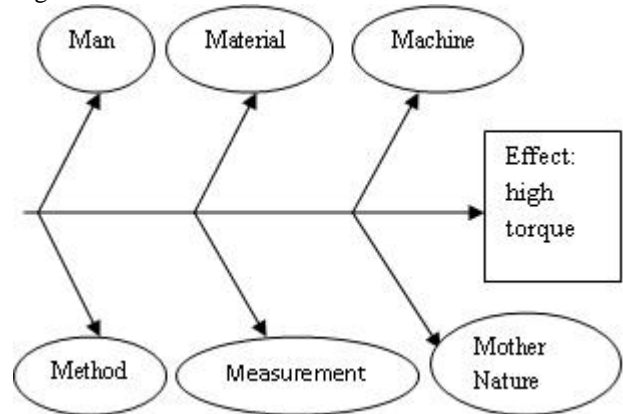 Man
Material
Machine
Effect:
high
torque
Method
Measurement
Mother
Nature